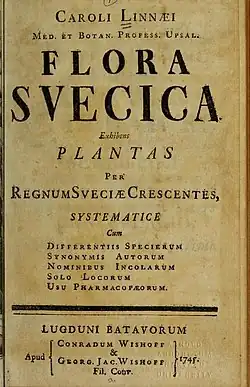 CAROLI LINNÆI
MED. ET BOTAN. PROFESS. UPSAL.
FLORA
SVECICA
Exhibens
PLANTAS
PER
REGNUM SVECIÆ CRESCENTES,
SYSTEMATICE
Cum
DIFFERENTIIS SPECIERUM
SYNONYMIS AUTORUM
NOMINIBUS INCOLARUM
SOLO LOCORUM
USU PHARMACOPÆORUM.
LUGDUNI BATAVORUM
Apud CONRADUM WISHOFF
&
GEORG. JAC. WISHOFF 1745.
Fil. CONR.